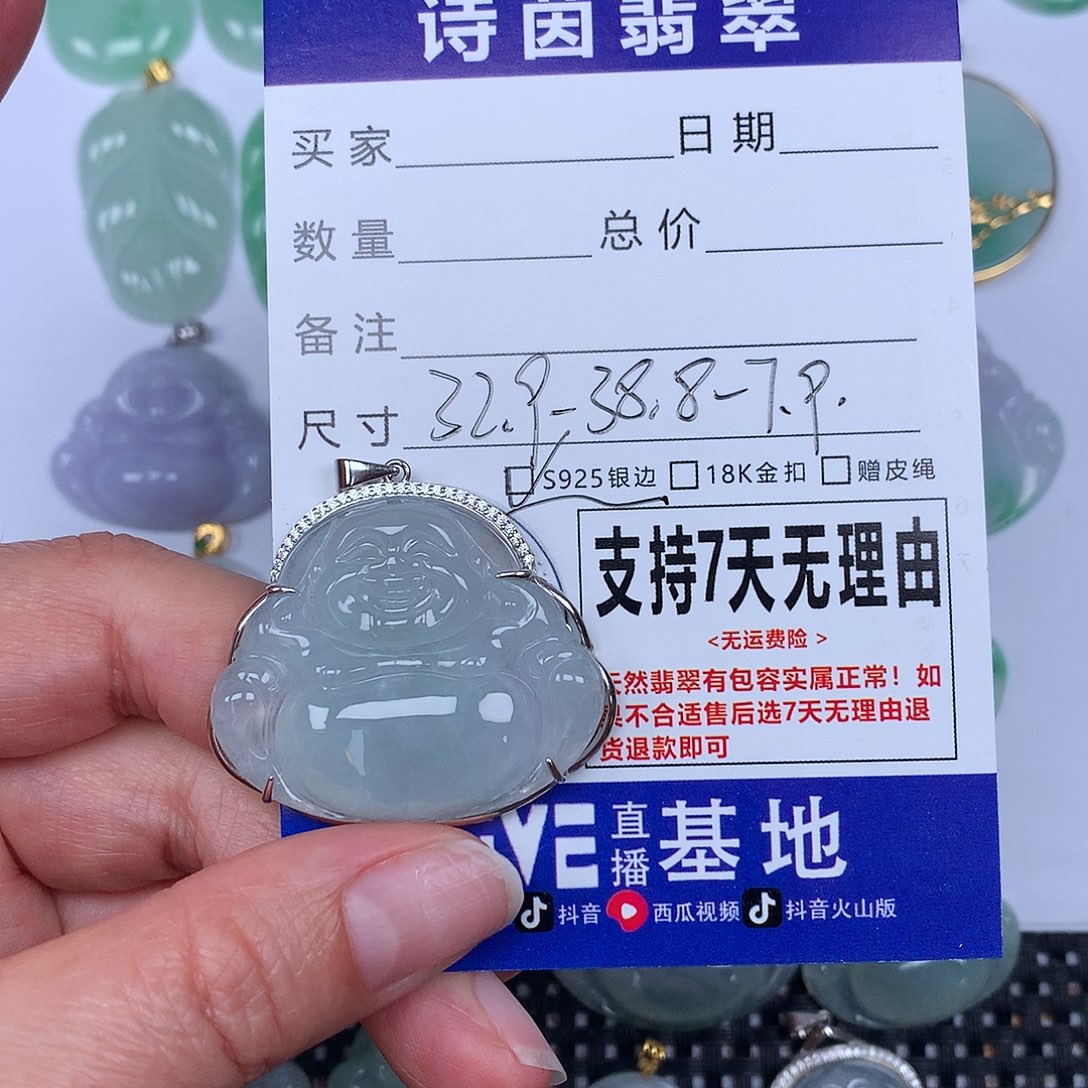 诗茵翡翠
买家 日期
数量 总价
备注
尺寸 32.9-38.8-7.9.
S925银边 18K金扣 赠皮绳
支持7天无理由
<无运费险>
然翡翠有包容实属正常！如
不合适售后选7天无理由退
货退款即可
VE 直播 基地
抖音 西瓜视频 抖音火山版